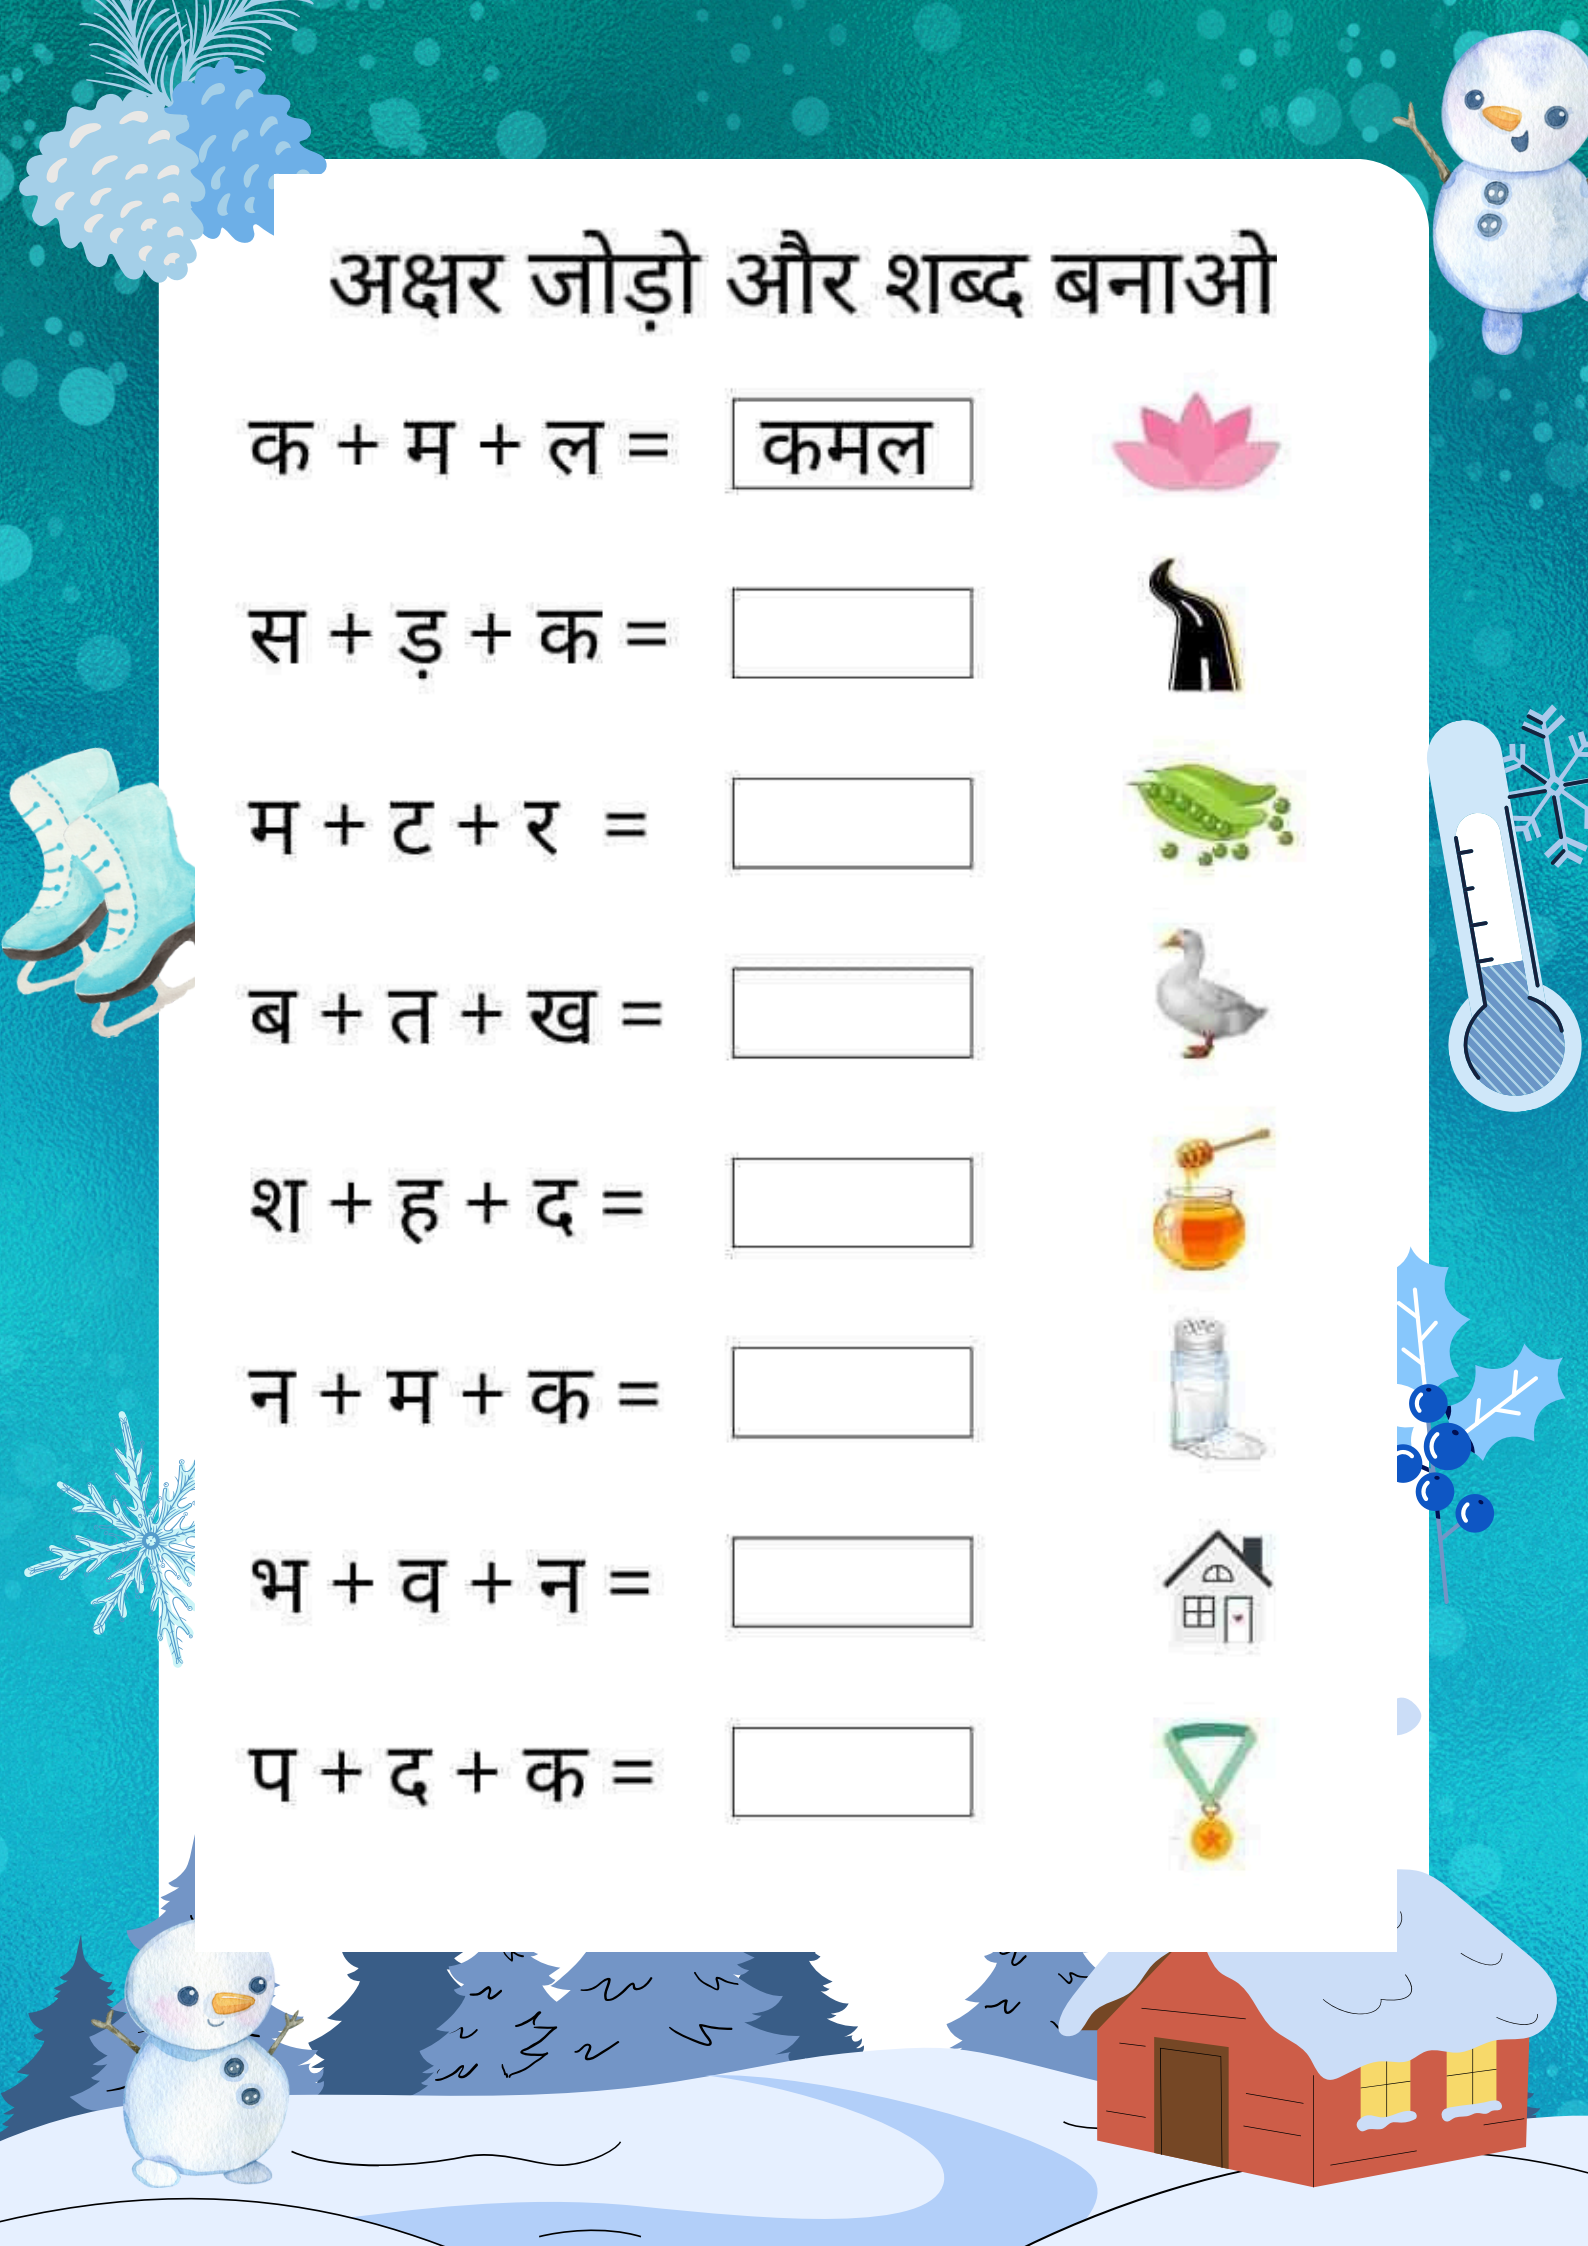 अक्षर जोड़ो और शब्द बनाओ
क + म + ल = कमल
स + ड़ + क =
म + ट + र =
ब + त + ख =
श + ह + द =
न + म + क =
भ + व + न =
प + द + क =